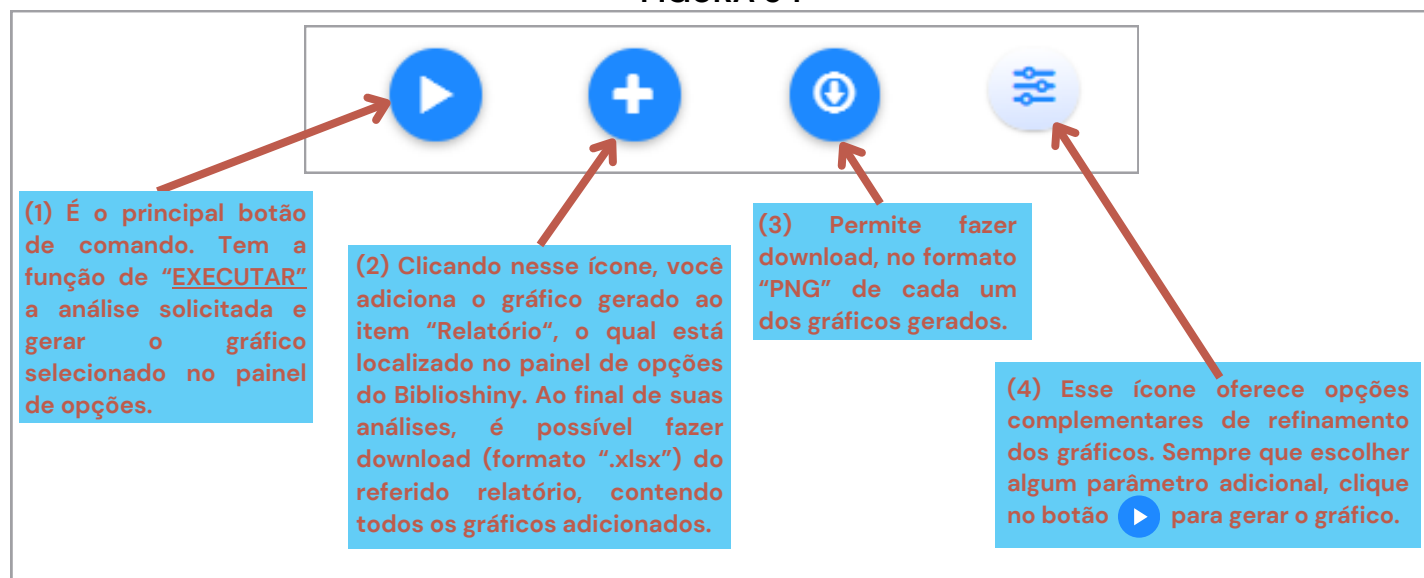 (1) É o principal botão
de comando. Tem a
função de “EXECUTAR”
a análise solicitada e
gerar o gráfico
selecionado no painel
de opções.
(2) Clicando nesse ícone, você
adiciona o gráfico gerado ao
item “Relatório“, o qual está
localizado no painel de opções
do Biblioshiny. Ao final de suas
análises, é possível fazer
download (formato “.xlsx”) do
referido relatório, contendo
todos os gráficos adicionados.
(3) Permite fazer
download, no formato
“PNG” de cada um
dos gráficos gerados.
(4) Esse ícone oferece opções
complementares de refinamento
dos gráficos. Sempre que escolher
algum parâmetro adicional, clique
no botão para gerar o gráfico.